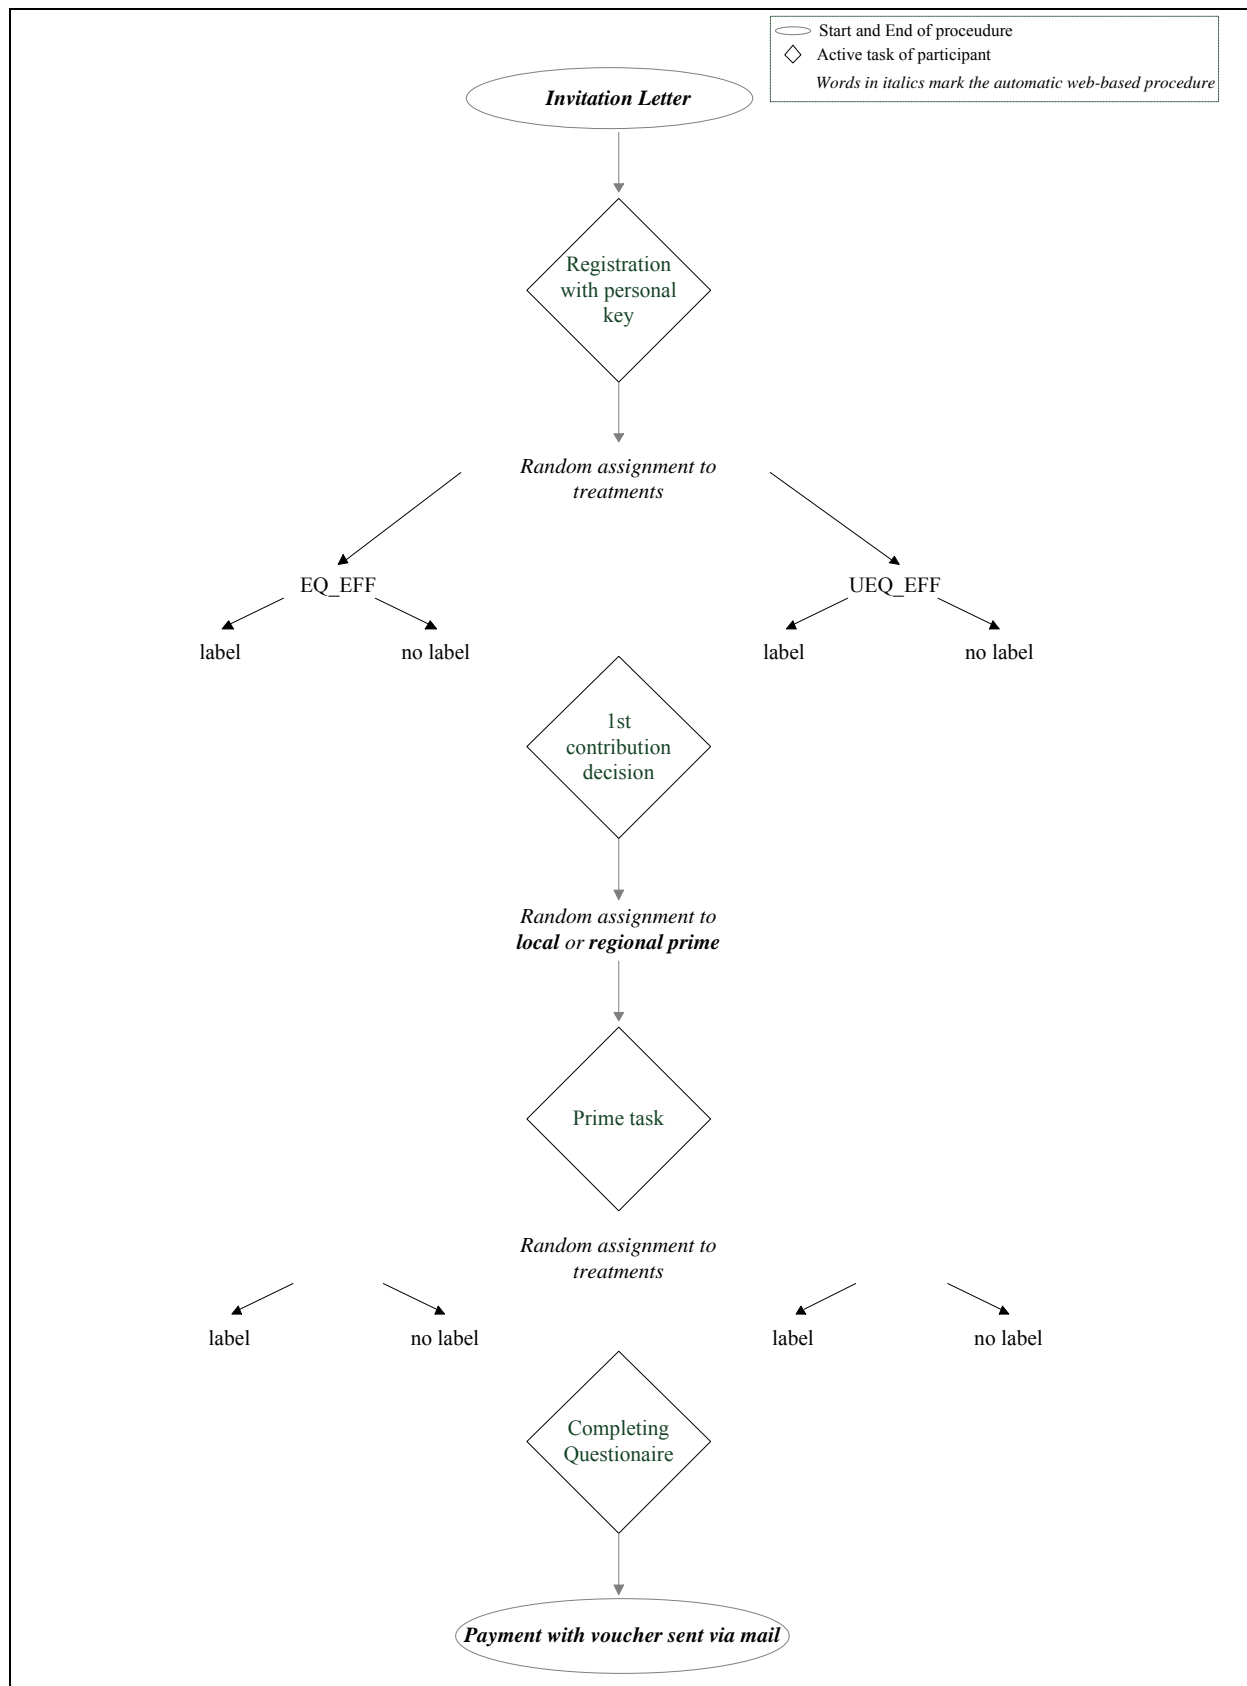 Start and End of proceudure
Active task of participant
Words in italics mark the automatic web-based procedure
Invitation Letter
Registration
with personal
key
Random assignment to
treatments
EQ_EFF
UEQ_EFF
label
no label
label
no label
1st
contribution
decision
Random assignment to
local or regional prime
Prime task
Random assignment to
treatments
label
no label
label
no label
Completing
Questionaire
Payment with voucher sent via mail